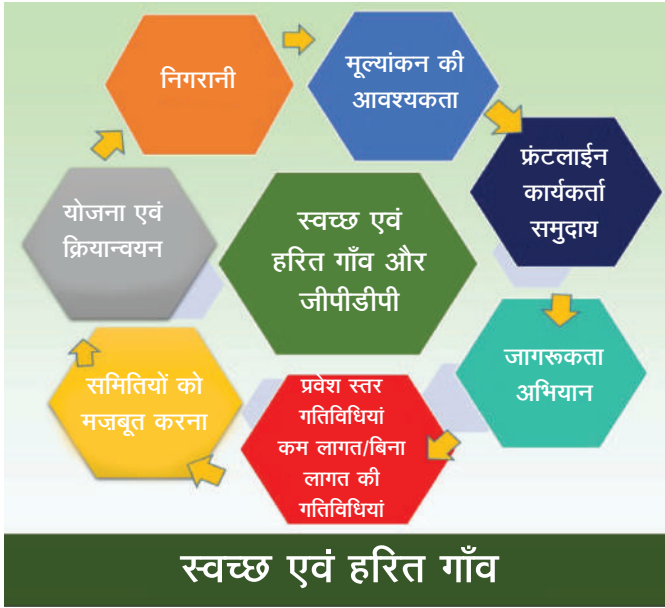 निगरानी
मूल्यांकन की
आवश्यकता
फ्रंटलाईन
कार्यकर्ता
समुदाय
जागरूकता
अभियान
प्रवेश स्तर
गतिविधियां
कम लागत/बिना
लागत की
गतिविधियां
समितियों को
मजबूत करना
योजना एवं
क्रियान्वयन
स्वच्छ एवं
हरित गाँव और
जीपीडीपी
स्वच्छ एवं हरित गाँव